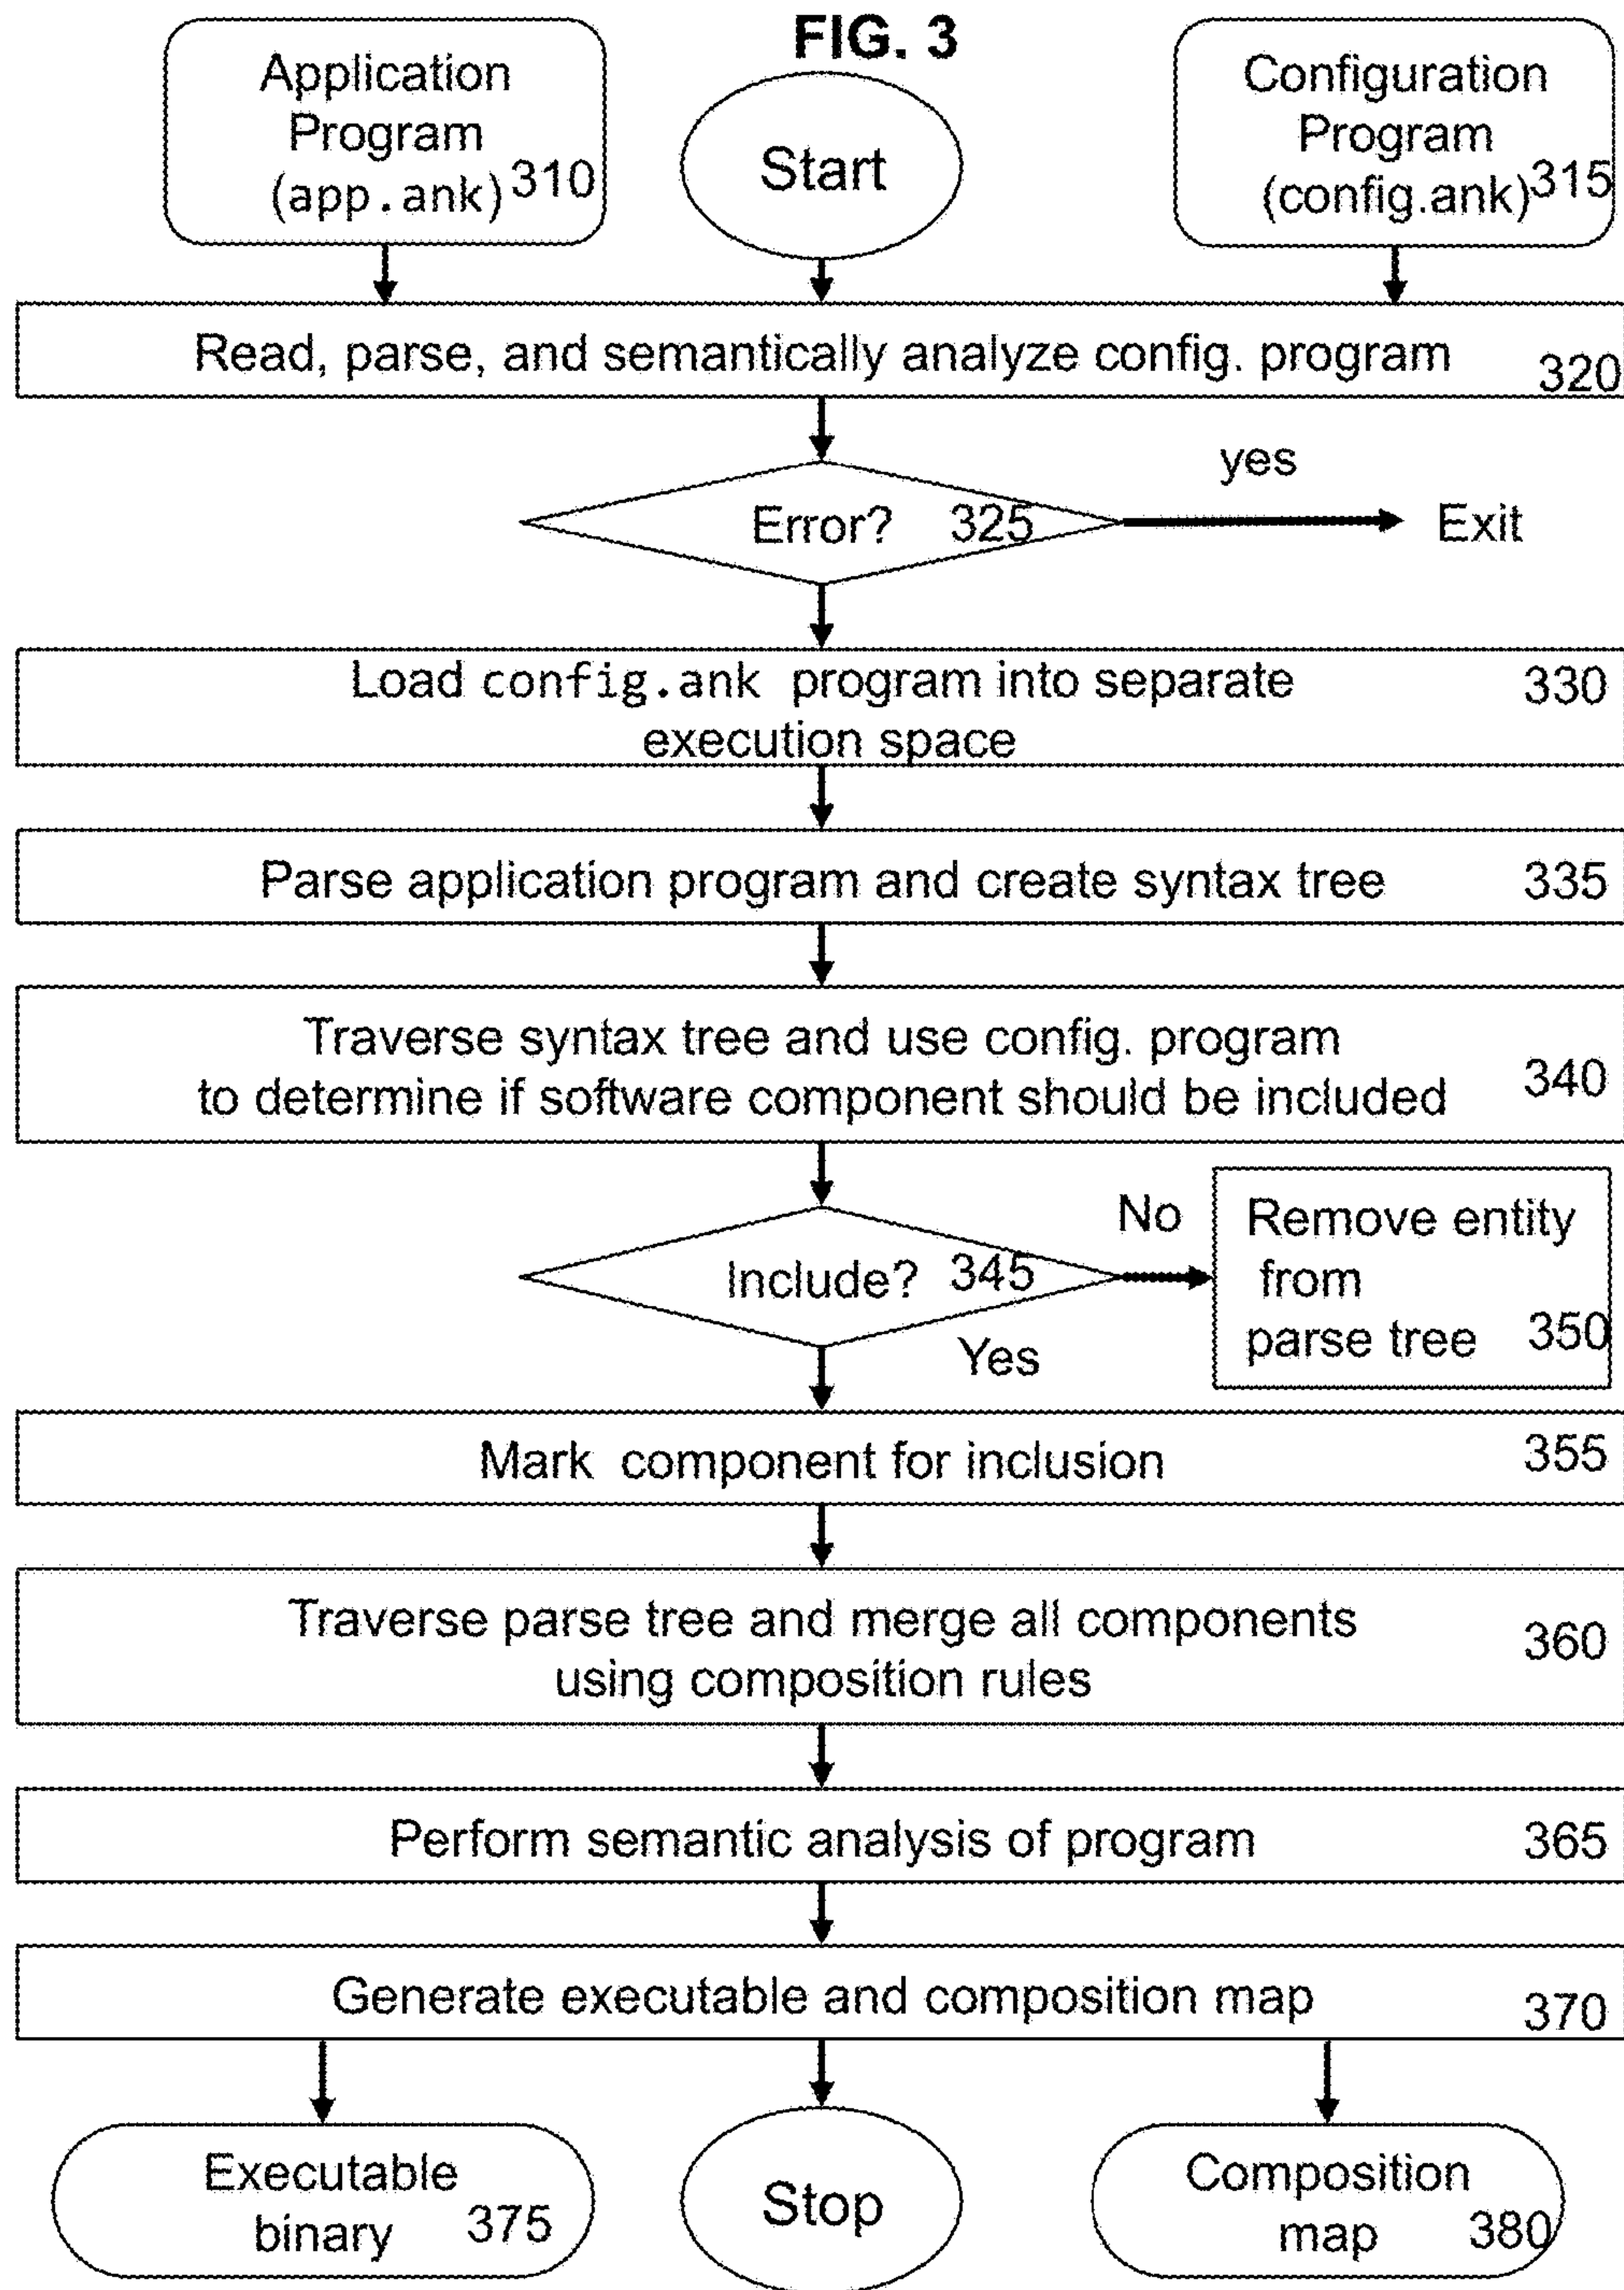 FIG. 3
Application
Program
(app.ank) 310
Start
Configuration
Program
(config.ank) 315
Read, parse, and semantically analyze config. program 320
yes
Error? 325
Exit
Load config.ank program into separate 330
execution space
Parse application program and create syntax tree 335
Traverse syntax tree and use config. program
to determine if software component should be included 340
No
Include? 345
Yes
Remove entity
from
parse tree 350
Mark component for inclusion 355
Traverse parse tree and merge all components
using composition rules 360
Perform semantic analysis of program 365
Generate executable and composition map 370
Executable
binary 375
Stop
Composition
map 380